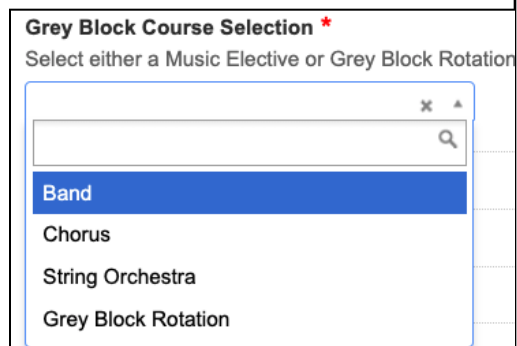 Grey Block Course Selection *
Select either a Music Elective or Grey Block Rotation
Band
Chorus
String Orchestra
Grey Block Rotation